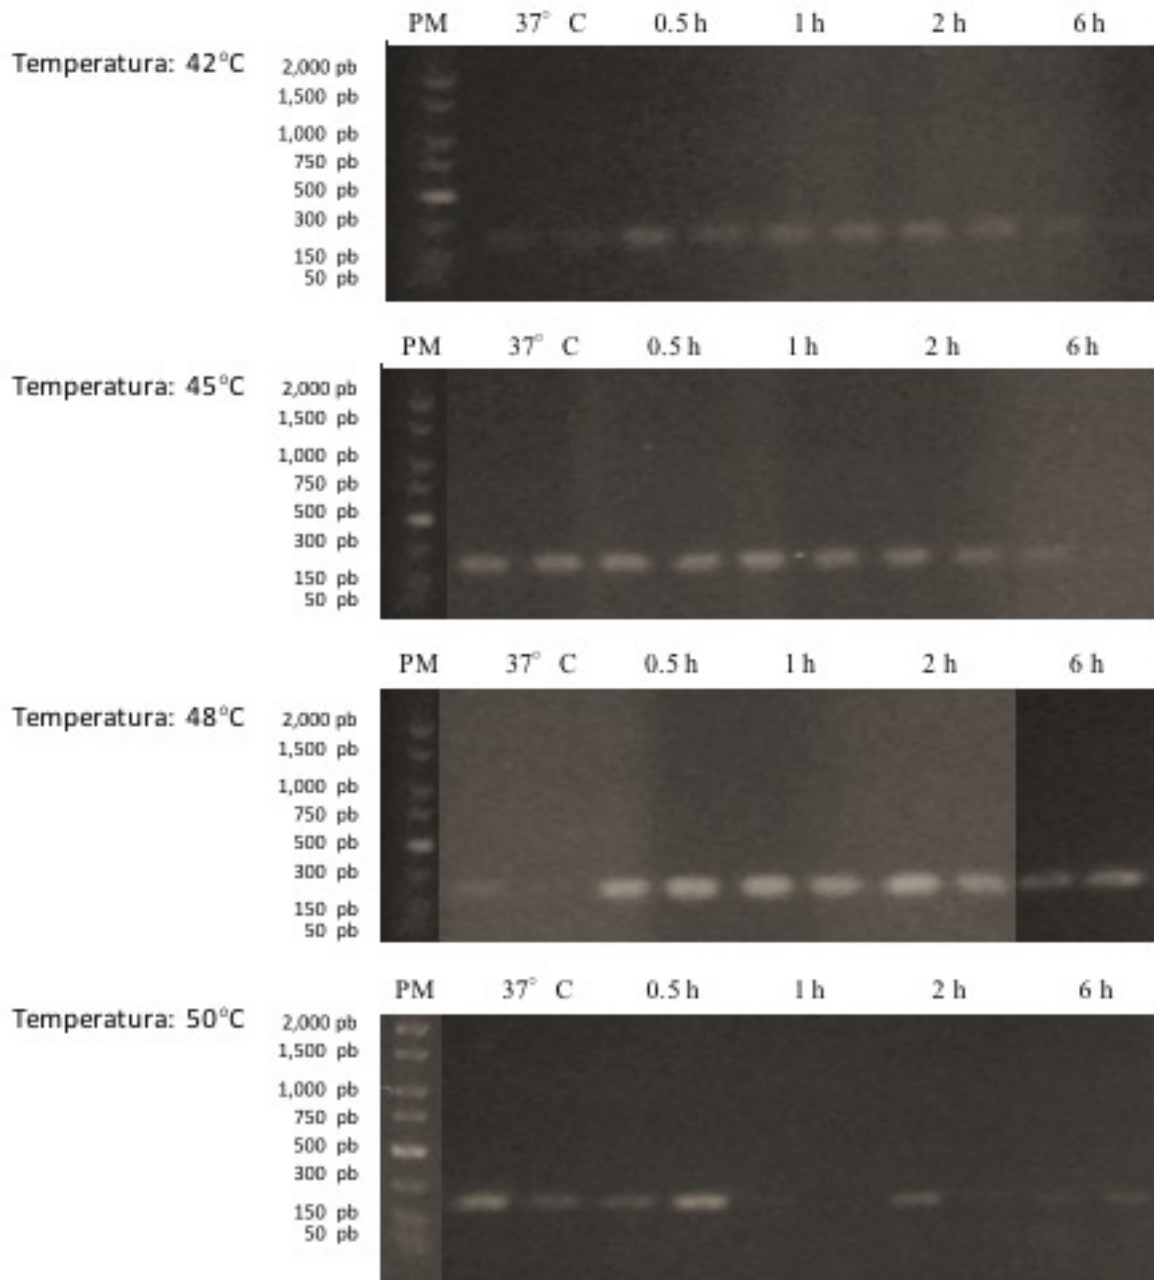 PM 37° C 0.5 h 1 h 2 h 6 h
Temperatura: 42°C
2,000 pb
1,500 pb
1,000 pb
750 pb
500 pb
300 pb
150 pb
50 pb
PM 37° C 0.5 h 1 h 2 h 6 h
Temperatura: 45°C
2,000 pb
1,500 pb
1,000 pb
750 pb
500 pb
300 pb
150 pb
50 pb
PM 37° C 0.5 h 1 h 2 h 6 h
Temperatura: 48°C
2,000 pb
1,500 pb
1,000 pb
750 pb
500 pb
300 pb
150 pb
50 pb
PM 37° C 0.5 h 1 h 2 h 6 h
Temperatura: 50°C
2,000 pb
1,500 pb
1,000 pb
750 pb
500 pb
300 pb
150 pb
50 pb